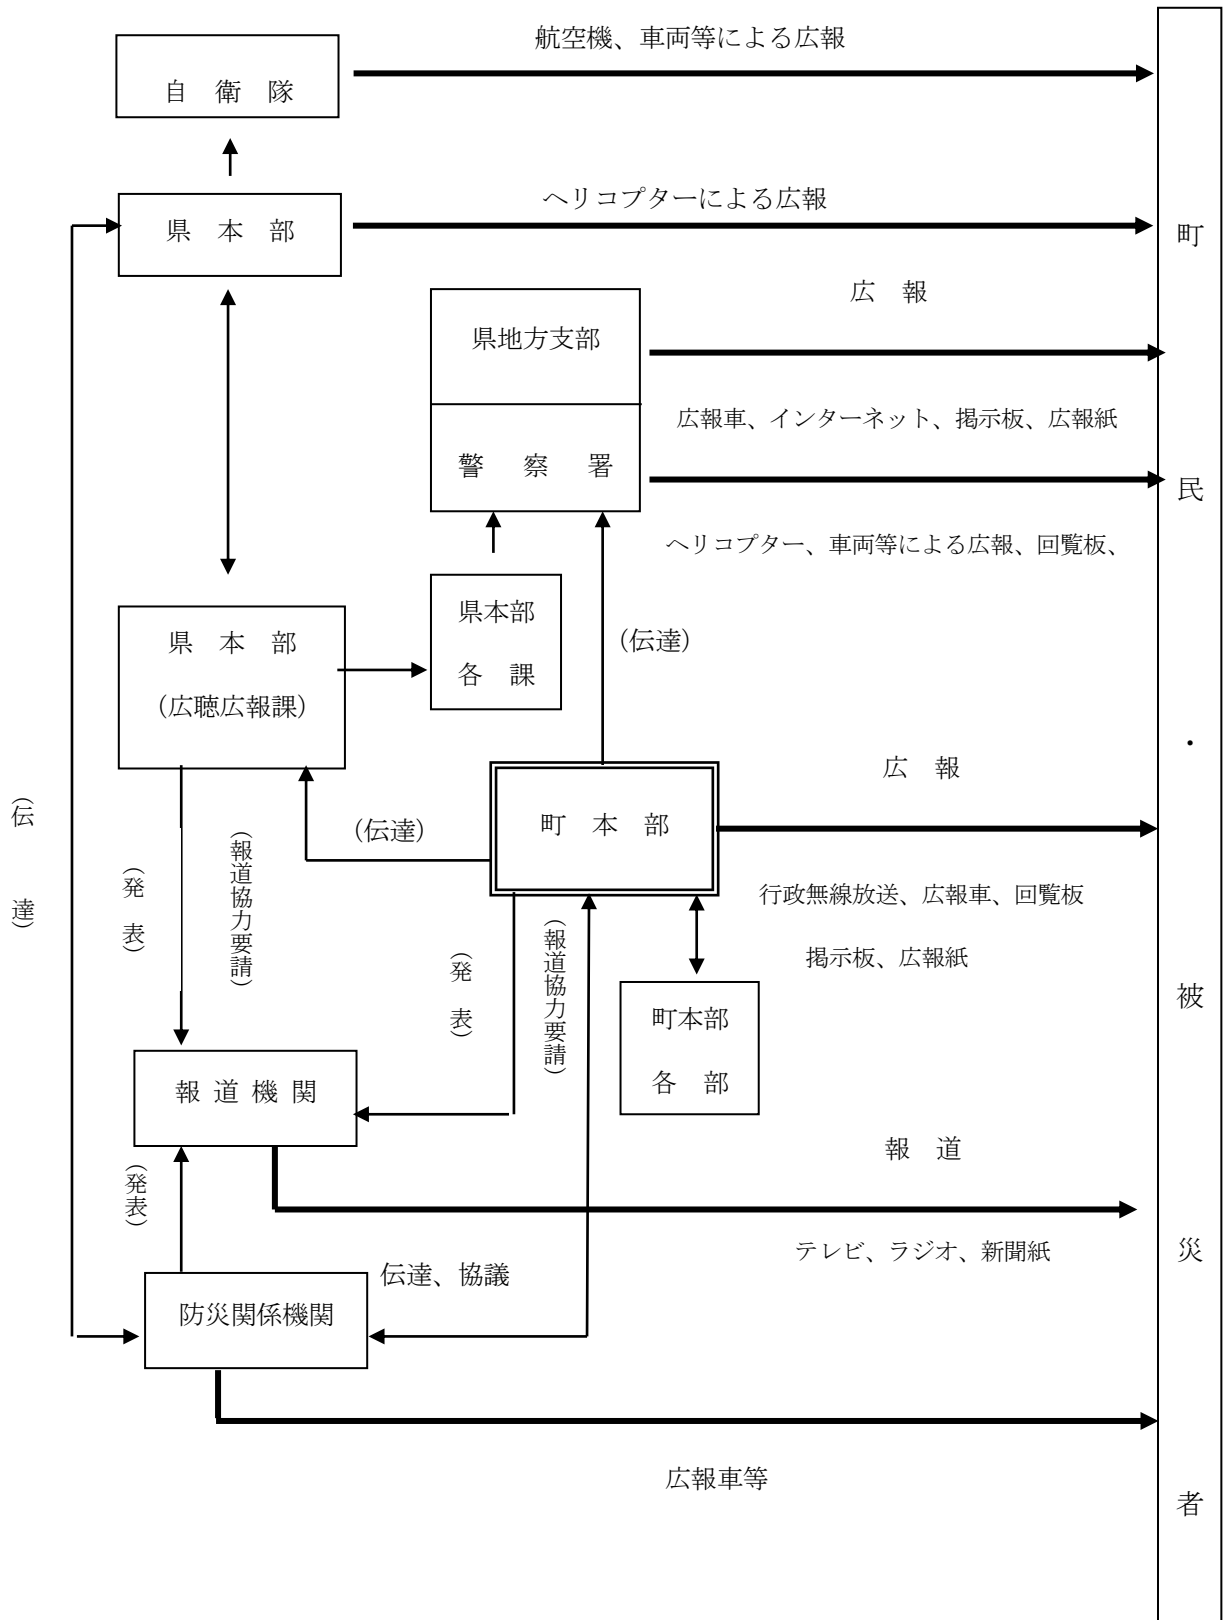 航空機、車両等による広報
自　衛　隊
ヘリコプターによる広報
県　本　部
広　報
県地方支部
広報車、インターネット、掲示板、広報紙
警　察　署
ヘリコプター、車両等による広報、回覧板、
県本部
各　課
(伝達)
県　本　部
(広聴広報課)
広　報
町　本　部
(伝達)
(伝　達)
(発　表)
(報道協力要請)
行政無線放送、広報車、回覧板
掲示板、広報紙
(発　表)
(報道協力要請)
町本部
各　部
報 道 機 関
報　道
(発表)
テレビ、ラジオ、新聞紙
伝達、協議
防災関係機関
広報車等
町民・被災者